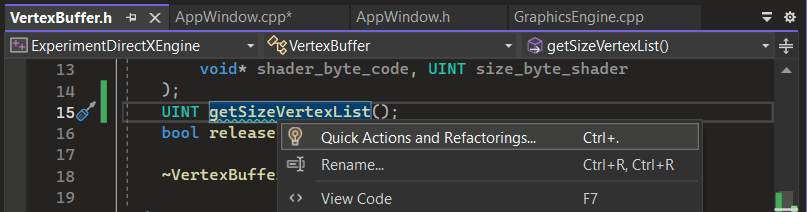 VertexBuffer.h AppWindow.cpp* AppWindow.h GraphicsEngine.cpp
ExperimentDirectXEngine VertexBuffer getSizeVertexList()
13 void* shader_byte_code, UINT size_byte_shader
14 );
15 UINT getSizeVertexList();
16 bool release
17 Quick Actions and Refactorings... Ctrl+.
18 ~VertexBuffe Rename... Ctrl+R, Ctrl+R
19 View Code F7